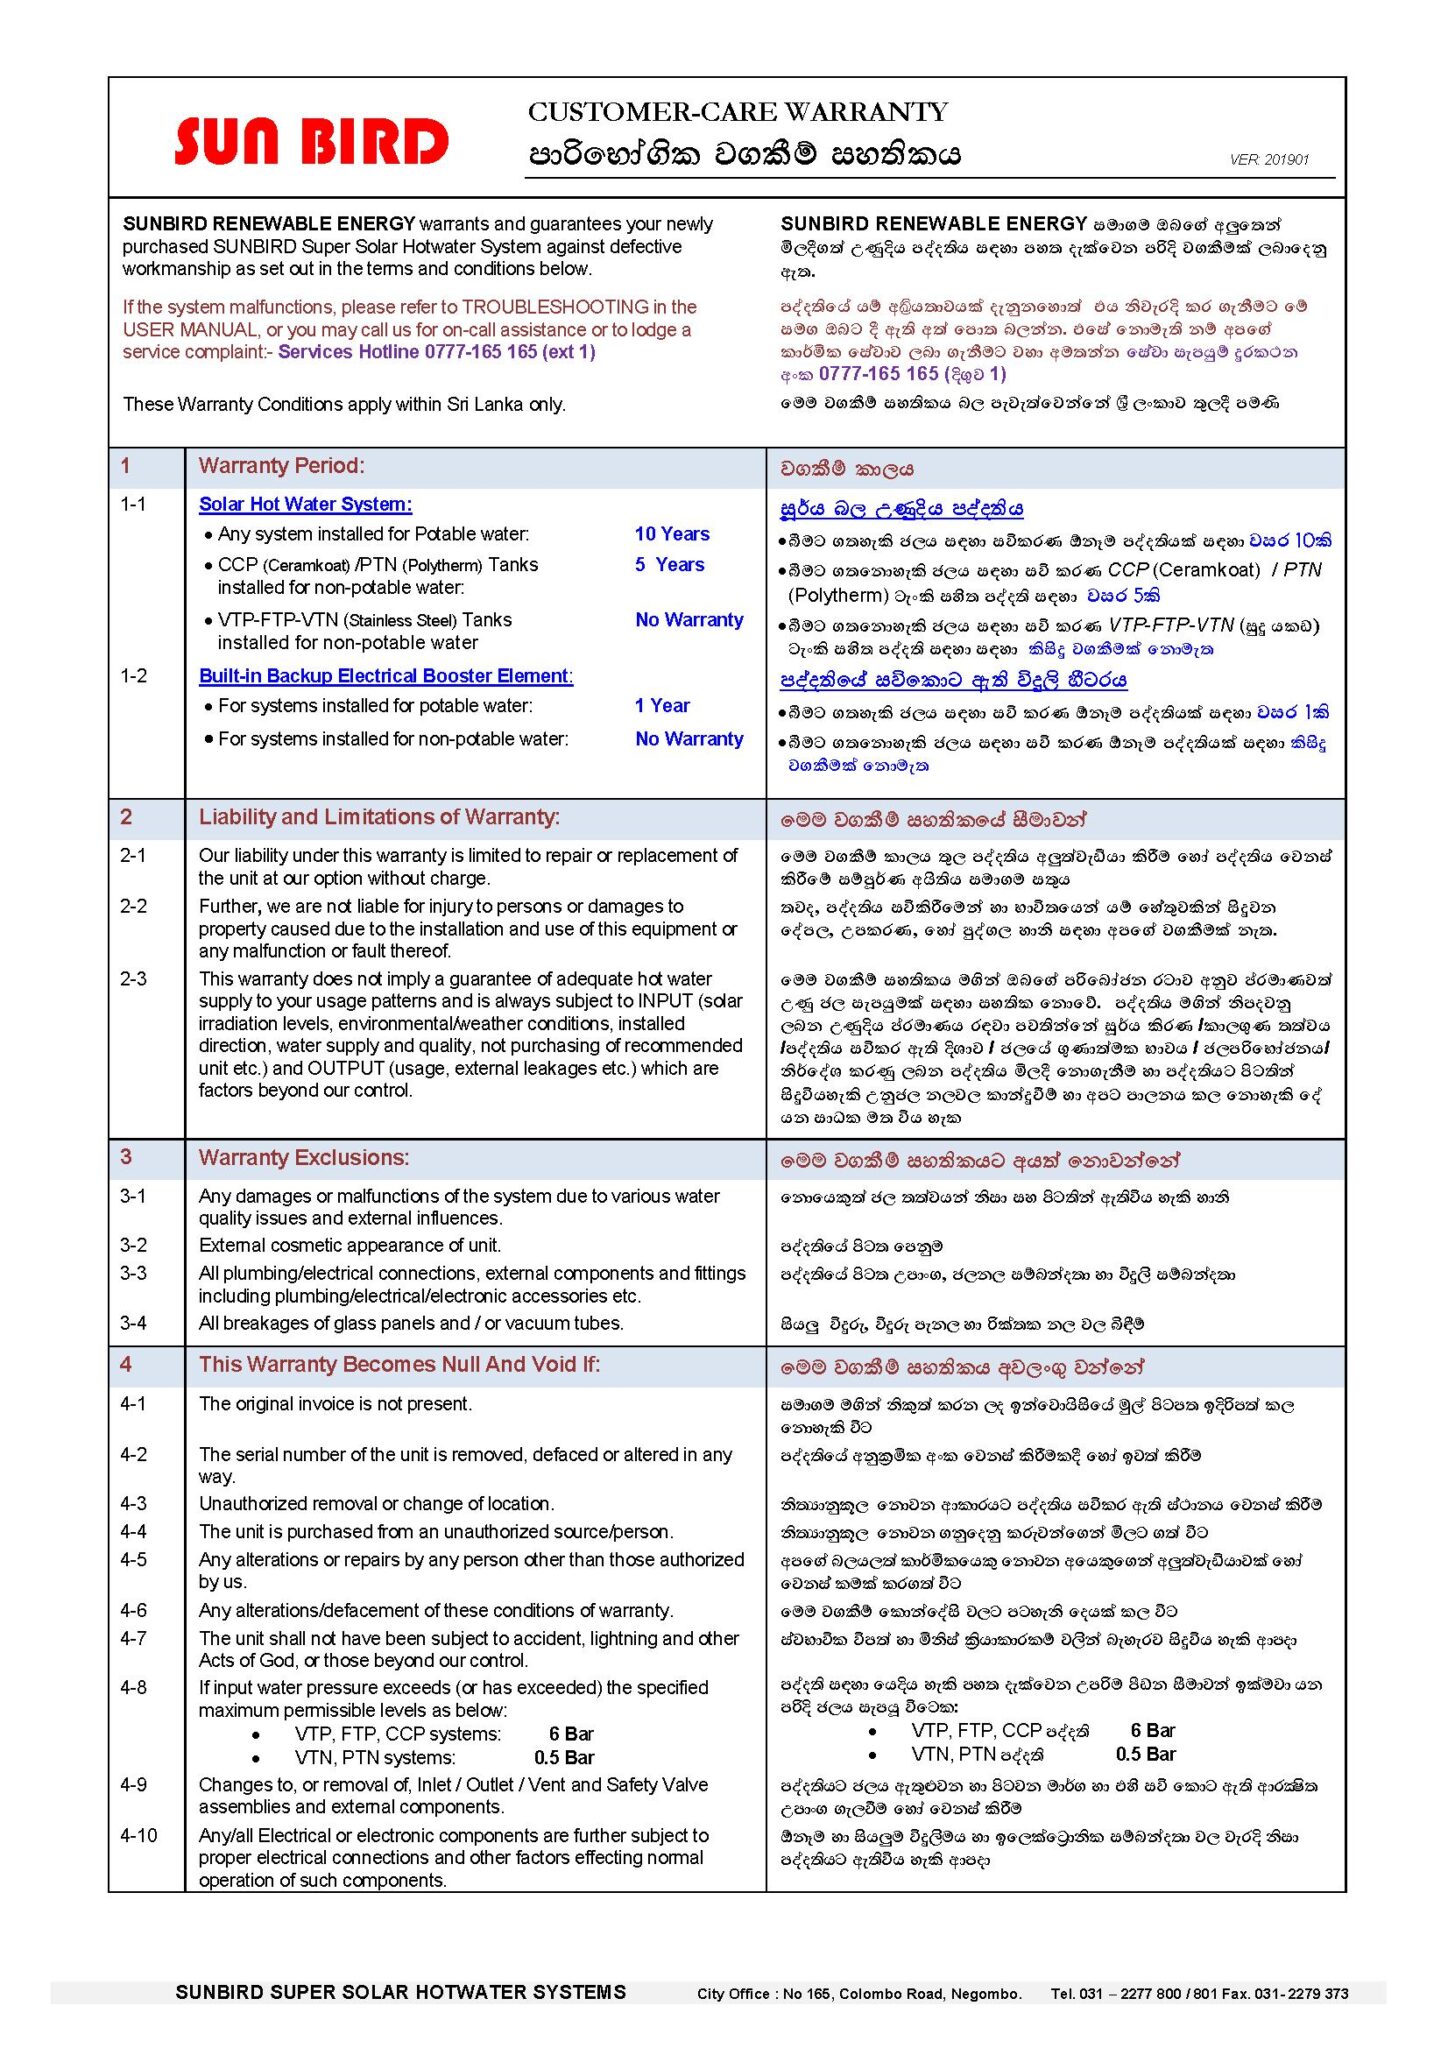 SUN BIRD
CUSTOMER-CARE WARRANTY
පාරිභෝගික වගකීම් සහතිකය
VER: 201901
SUNBIRD RENEWABLE ENERGY warrants and guarantees your newly
purchased SUNBIRD Super Solar Hotwater System against defective
workmanship as set out in the terms and conditions below.
If the system malfunctions, please refer to TROUBLESHOOTING in the
USER MANUAL, or you may call us for on-call assistance or to lodge a
service complaint:- Services Hotline 0777-165 165 (ext 1)
These Warranty Conditions apply within Sri Lanka only.
SUNBIRD RENEWABLE ENERGY සමාගම ඔබගේ අලුතෙන්
මිලදීගත් උණුදිය පද්දතිය සඳහා පහත දැක්වෙන පරිදි වගකීමක් ලබාදෙනු
ඇත.
පද්දතියේ යම් අක්‍රියතාවයක් දැනුනහොත් එය නිවැරදි කර ගැනීමට මේ
සමග ඔබට දී ඇති අත් පොත බලන්න. එසේ නොමැති නම් අපගේ
කාර්මික සේවාව ලබා ගැනීමට වහා අමතන්න සේවා සැපයුම් දුරකථන
අංක 0777-165 165 (දිගුව 1)
මෙම වගකීම් සහතිකය බල පැවැත්වෙන්නේ ශ්‍රී ලංකාව තුලදී පමණි
1 Warranty Period: වගකීම් කාලය
1-1 Solar Hot Water System:
• Any system installed for Potable water: 10 Years
• CCP (Ceramkoat) /PTN (Polytherm) Tanks 5 Years
installed for non-potable water:
• VTP-FTP-VTN (Stainless Steel) Tanks No Warranty
installed for non-potable water
සූර්ය බල උණුදිය පද්දතිය
•බීමට ගතහැකි ජලය සඳහා සවිකරණ ඕනෑම පද්දතියක් සඳහා වසර 10කි
•බීමට ගතනොහැකි ජලය සඳහා සවි කරණ CCP (Ceramkoat) / PTN
(Polytherm) ටැංකි සහිත පද්දති සඳහා වසර 5කි
•බීමට ගතනොහැකි ජලය සඳහා සවි කරණ VTP-FTP-VTN (සුදු යකඩ)
ටැංකි සහිත පද්දති සඳහා සඳහා කිසිදු වගකීමක් නොමැත
1-2 Built-in Backup Electrical Booster Element:
• For systems installed for potable water: 1 Year
• For systems installed for non-potable water: No Warranty
පද්දතියේ සවිකොට ඇති විදුලි හීටරය
•බීමට ගතහැකි ජලය සඳහා සවි කරණ ඕනෑම පද්දතියක් සඳහා වසර 1කි
•බීමට ගතනොහැකි ජලය සඳහා සවි කරණ ඕනෑම පද්දතියක් සඳහා කිසිදු
වගකීමක් නොමැත
2 Liability and Limitations of Warranty: මෙම වගකීම් සහතිකයේ සීමාවන්
2-1 Our liability under this warranty is limited to repair or replacement of
the unit at our option without charge.
මෙම වගකීම් කාලය තුල පද්දතිය අලුත්වැඩියා කිරීම හෝ පද්දතිය වෙනස්
කිරීමේ සම්පූර්ණ අයිතිය සමාගම සතුය
2-2 Further, we are not liable for injury to persons or damages to
property caused due to the installation and use of this equipment or
any malfunction or fault thereof.
තවද, පද්දතිය සවිකිරීමෙන් හා භාවිතයෙන් යම් හේතුවකින් සිදුවන
දේපල, උපකරණ, හෝ පුද්ගල හානි සඳහා අපගේ වගකීමක් නැත.
2-3 This warranty does not imply a guarantee of adequate hot water
supply to your usage patterns and is always subject to INPUT (solar
irradiation levels, environmental/weather conditions, installed
direction, water supply and quality, not purchasing of recommended
unit etc.) and OUTPUT (usage, external leakages etc.) which are
factors beyond our control.
මෙම වගකීම් සහතිකය මගින් ඔබගේ පරිබෝජන රටාව අනුව ප්රමාණවත්
උණු ජල සැපයුමක් සඳහා සහතික නොවේ. පද්දතිය මගින් නිපදවනු
ලබන උණුදිය ප්රමාණය රඳවා පවතින්නේ සූර්ය කිරණ /කාලගුණ තත්වය
/පද්දතිය සවිකර ඇති දිශාව / ජලයේ ගුණාත්මක භාවය / ජලපරිභෝජනය/
නිර්දේශ කරණු ලබන පද්දතිය මිලදී නොගැනීම හා පද්දතියට පිටතින්
සිදුවියහැකි උනුජල නලවල කාන්දුවීම් හා අපට පාලනය කල නොහැකි දේ
යන සාධක මත විය හැක
3 Warranty Exclusions: මෙම වගකීම් සහතිකයට අයත් නොවන්නේ
3-1 Any damages or malfunctions of the system due to various water
quality issues and external influences.
නොයෙකුත් ජල තත්වයන් නිසා සහ පිටතින් ඇතිවිය හැකි හානි
3-2 External cosmetic appearance of unit. පද්දතියේ පිටත පෙනුම
3-3 All plumbing/electrical connections, external components and fittings
including plumbing/electrical/electronic accessories etc.
පද්දතියේ පිටත උපාංග, ජලනල සම්බන්දතා හා විදුලි සම්බන්දතා
3-4 All breakages of glass panels and / or vacuum tubes. සියලු විදුරු, විදුරු පැනල හා රික්තක නල වල බිඳීම්
4 This Warranty Becomes Null And Void If: මෙම වගකීම් සහතිකය අවලංගු වන්නේ
4-1 The original invoice is not present.
සමාගම මගින් නිකුත් කරන ලද ඉන්වොයිසියේ මුල් පිටපත ඉදිරිපත් කල
නොහැකි විට
4-2 The serial number of the unit is removed, defaced or altered in any
way.
පද්දතියේ අනුක්‍රමික අංක වෙනස් කිරීමකදී හෝ ඉවත් කිරීම
4-3 Unauthorized removal or change of location. නිත්‍යානුකූල නොවන ආකාරයට පද්දතිය සවිකර ඇති ස්ථානය වෙනස් කිරීම
4-4 The unit is purchased from an unauthorized source/person. නිත්‍යානුකූල නොවන ගනුදෙනු කරුවන්ගෙන් මිලට ගත් විට
4-5 Any alterations or repairs by any person other than those authorized
by us.
අපගේ බලයලත් කාර්මිකයෙකු නොවන අයෙකුගෙන් අලුත්වැඩියාවක් හෝ
වෙනස් කමක් කරගත් විට
4-6 Any alterations/defacement of these conditions of warranty. මෙම වගකීම් කොන්දේසි වලට පටහැනි දෙයක් කල විට
4-7 The unit shall not have been subject to accident, lightning and other
Acts of God, or those beyond our control.
ස්වභාවික විපත් හා මිනිස් ක්‍රියාකාරකම් වලින් බැහැරව සිදුවිය හැකි ආපදා
4-8 If input water pressure exceeds (or has exceeded) the specified
maximum permissible levels as below:
• VTP, FTP, CCP systems: 6 Bar
• VTN, PTN systems: 0.5 Bar
පද්දති සඳහා යෙදිය හැකි පහත දැක්වෙන උපරිම පීඩන සීමාවන් ඉක්මවා යන
පරිදි ජලය සැපයූ විටෙක:
• VTP, FTP, CCP පද්දති 6 Bar
• VTN, PTN පද්දති 0.5 Bar
4-9 Changes to, or removal of, Inlet / Outlet / Vent and Safety Valve
assemblies and external components.
පද්දතියට ජලය ඇතුළුවන හා පිටවන මාර්ග හා එහි සවි කොට ඇති ආරක්‍ෂිත
උපාංග ගැලවීම හෝ වෙනස් කිරීම
4-10 Any/all Electrical or electronic components are further subject to
proper electrical connections and other factors effecting normal
operation of such components.
ඕනෑම හා සියලුම විදුලිමය හා ඉලෙක්ට්‍රොනික සම්බන්දතා වල වැරදි නිසා
පද්දතියට ඇතිවිය හැකි ආපදා
SUNBIRD SUPER SOLAR HOTWATER SYSTEMS City Office : No 165, Colombo Road, Negombo. Tel. 031 – 2277 800 / 801 Fax. 031- 2279 373